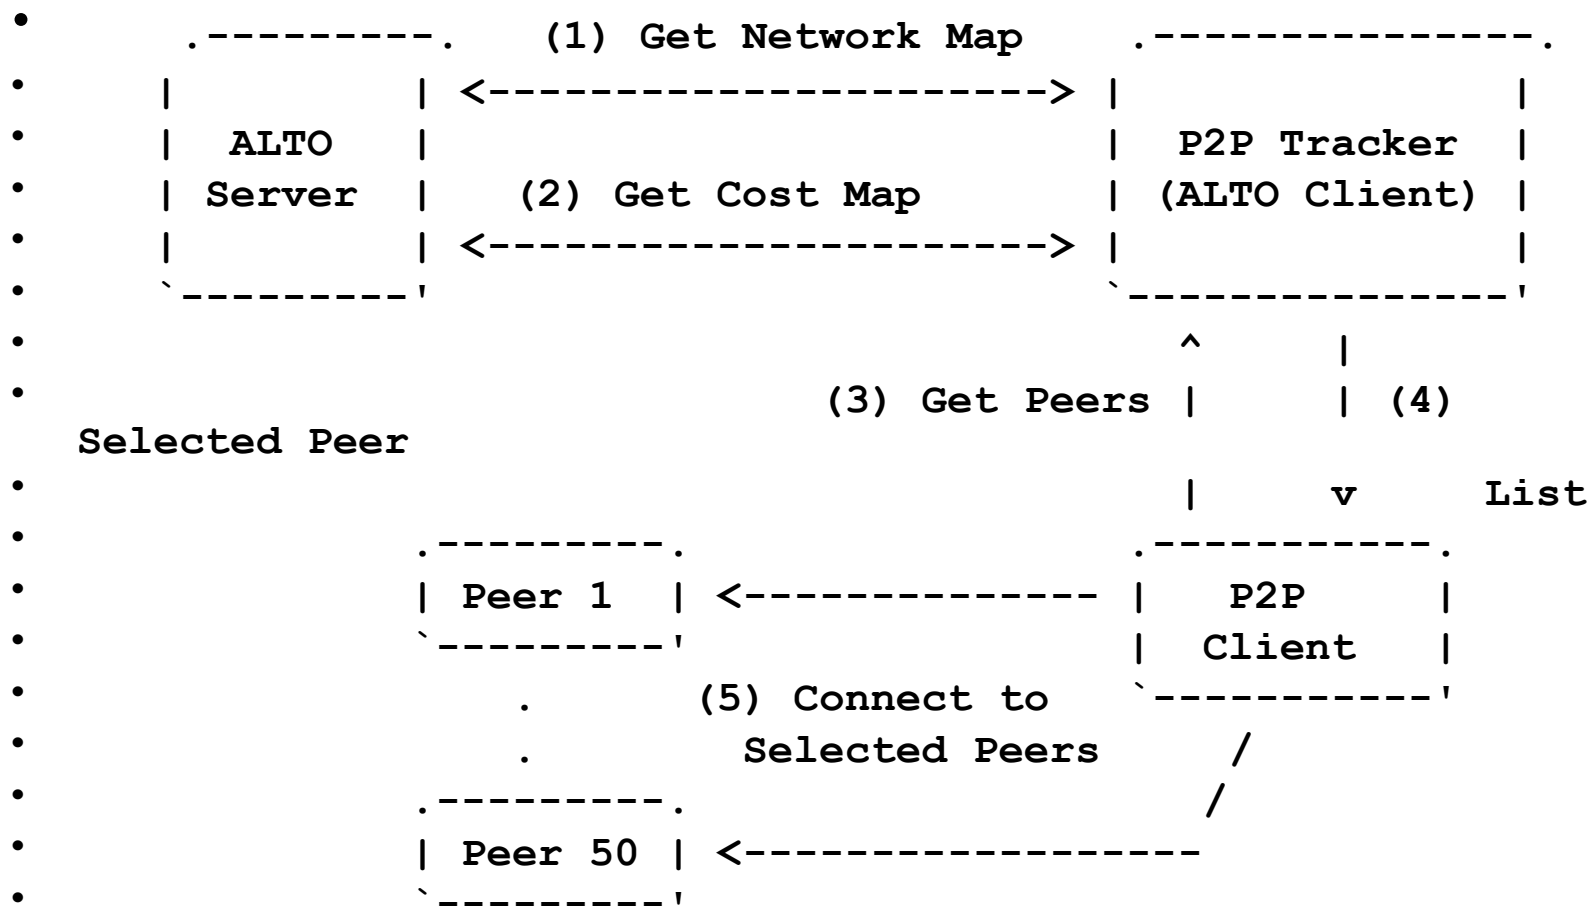 •         .---------.   (1) Get Network Map    .---------------.
•     |         | <----------------------> |               |
•     |  ALTO   |                          |  P2P Tracker  |
•     | Server  |   (2) Get Cost Map       | (ALTO Client) |
•     |         | <----------------------> |               |
•     `---------'                          `---------------'
•                                             ^     |
•                               (3) Get Peers |     | (4)
Selected Peer
•                                             |     v     List
•               .---------.                 .-----------.
•               | Peer 1  | <-------------- |   P2P     |
•               `---------'                 |  Client   |
•                   .      (5) Connect to   `-----------'
•                   .        Selected Peers     /
•               .---------.                    /
•               | Peer 50 | <------------------
•               `---------'